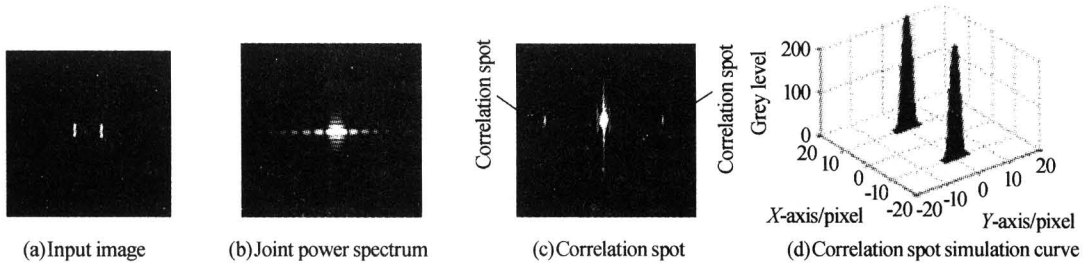 Correlation spot
Correlation spot
Grey level
200
100
0
20
10
0
-10
-20
-20
-10
0
10
20
X-axis/pixel
Y-axis/pixel
(a)Input image
(b)Joint power spectrum
(c)Correlation spot
(d)Correlation spot simulation curve